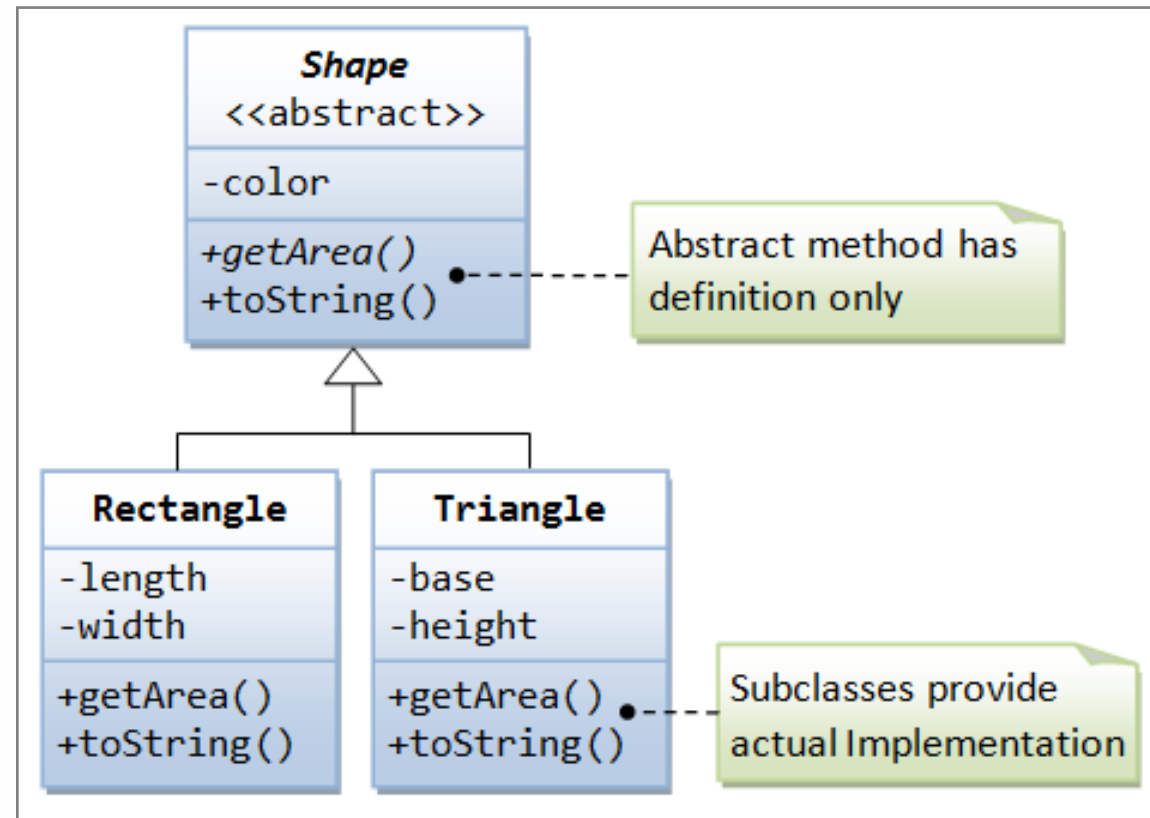 Shape
<<abstract>>
-color
+getArea()
+toString()
Abstract method has
definition only
Rectangle
-length
-width
+getArea()
+toString()
Triangle
-base
-height
+getArea()
+toString()
Subclasses provide
actual Implementation